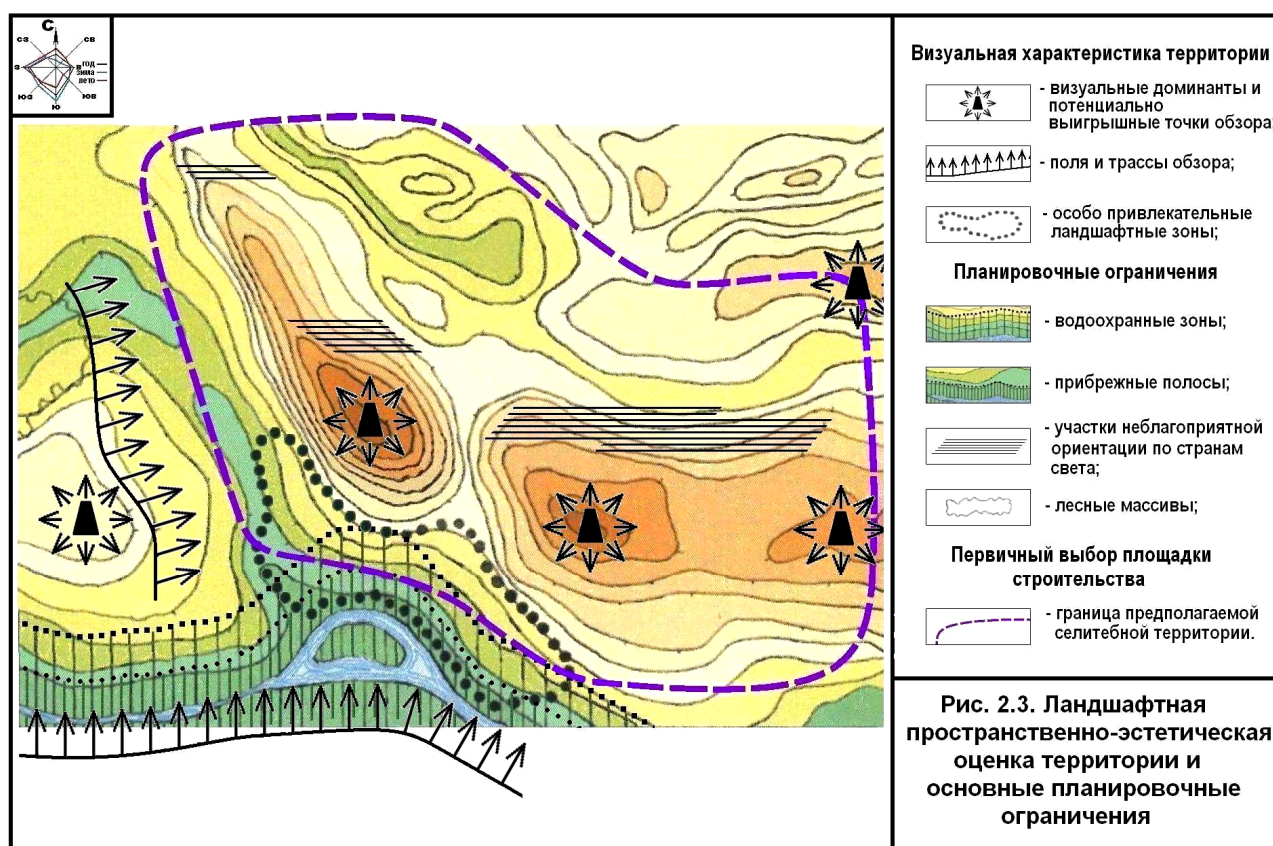 С
СЗ
СВ
З
В
год
зима
лето
ЮЗ
ЮВ
Ю
Визуальная характеристика территории
- визуальные доминанты и
потенциально
выигрышные точки обзора;
- поля и трассы обзора;
- особо привлекательные
ландшафтные зоны;
Планировочные ограничения
- водоохранные зоны;
- прибрежные полосы;
- участки неблагоприятной
ориентации по странам
света;
- лесные массивы;
Первичный выбор площадки
строительства
- граница предполагаемой
селитебной территории.
Рис. 2.3. Ландшафтная
пространственно-эстетическая
оценка территории и
основные планировочные
ограничения